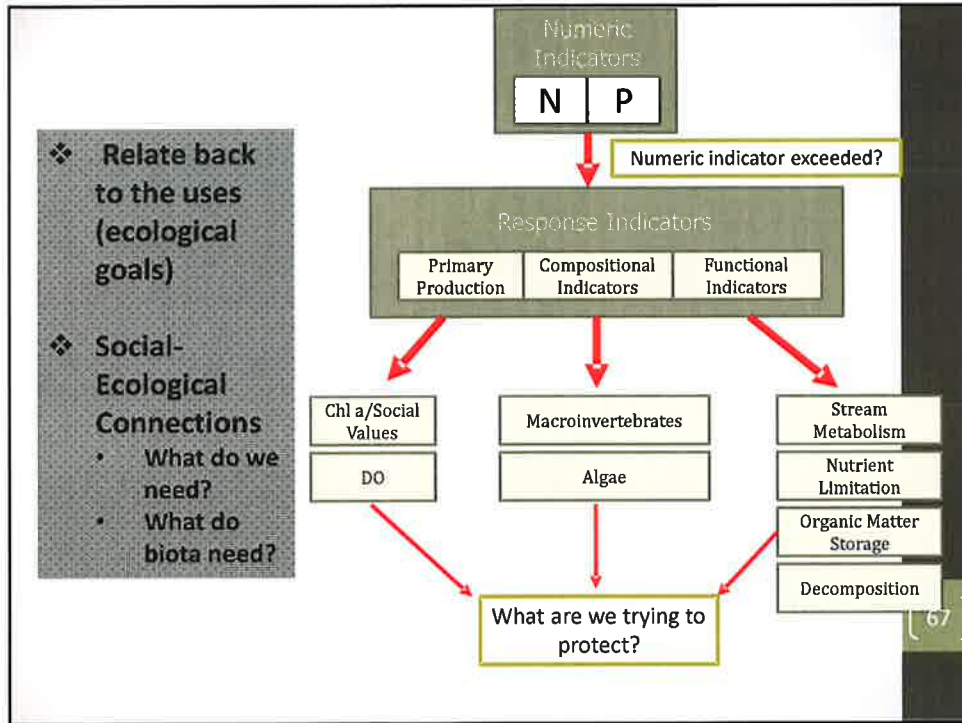 Numeric
Indicators
N P
Numeric indicator exceeded?
❖ Relate back
to the uses
(ecological
goals)
❖ Social-
Ecological
Connections
• What do we
need?
• What do
biota need?
Response Indicators
Primary
Production
Compositional
Indicators
Functional
Indicators
Chl a/Social
Values
DO
Macroinvertebrates
Algae
Stream
Metabolism
Nutrient
Limitation
Organic Matter
Storage
Decomposition
What are we trying to
protect?
67